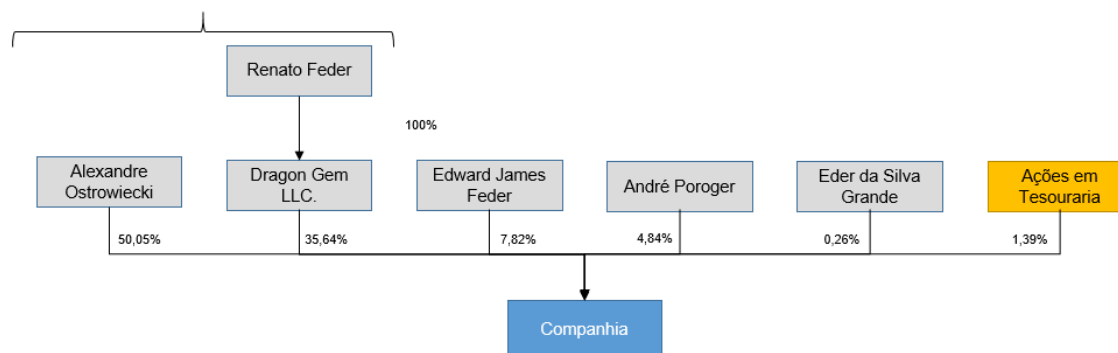 Renato Feder
100%
Alexandre
Ostrowiecki
Dragon Gem
LLC.
Edward James
Feder
André Poroger
Eder da Silva
Grande
Ações em
Tesouraria
50,05%
35,64%
7,82%
4,84%
0,26%
1,39%
Companhia